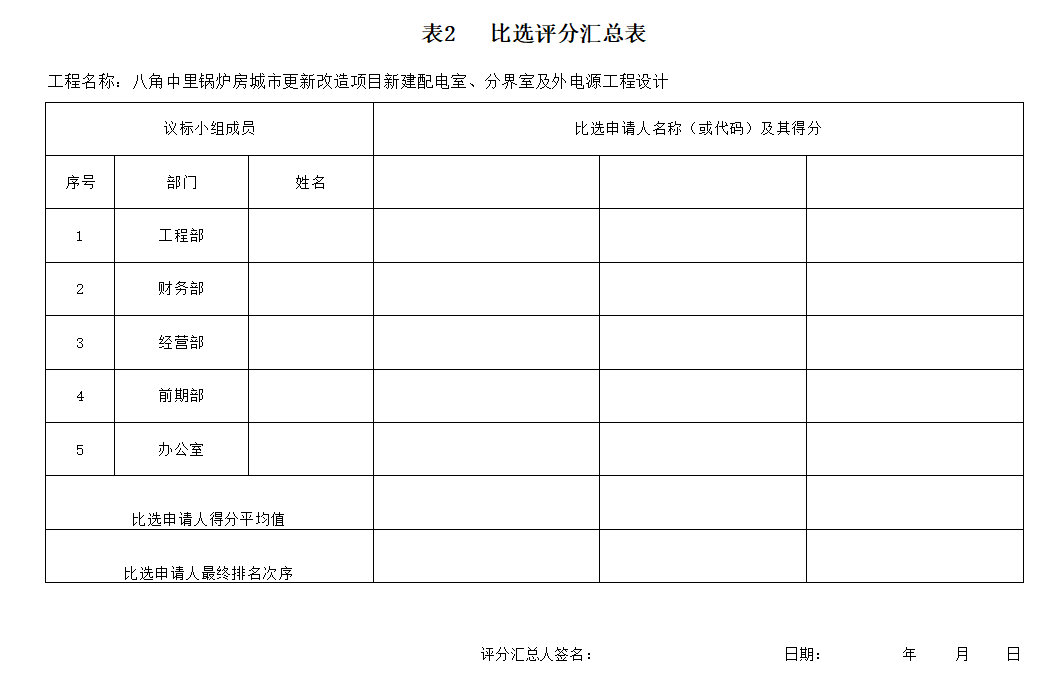 表2 比选评分汇总表
工程名称：八角中里锅炉房城市更新改造项目新建配电室、分界室及外电源工程设计
议标小组成员 比选申请人名称（或代码）及其得分
序号 部门 姓名
1 工程部
2 财务部
3 经营部
4 前期部
5 办公室
比选申请人得分平均值
比选申请人最终排名次序
评分汇总人签名： 日期： 年 月 日